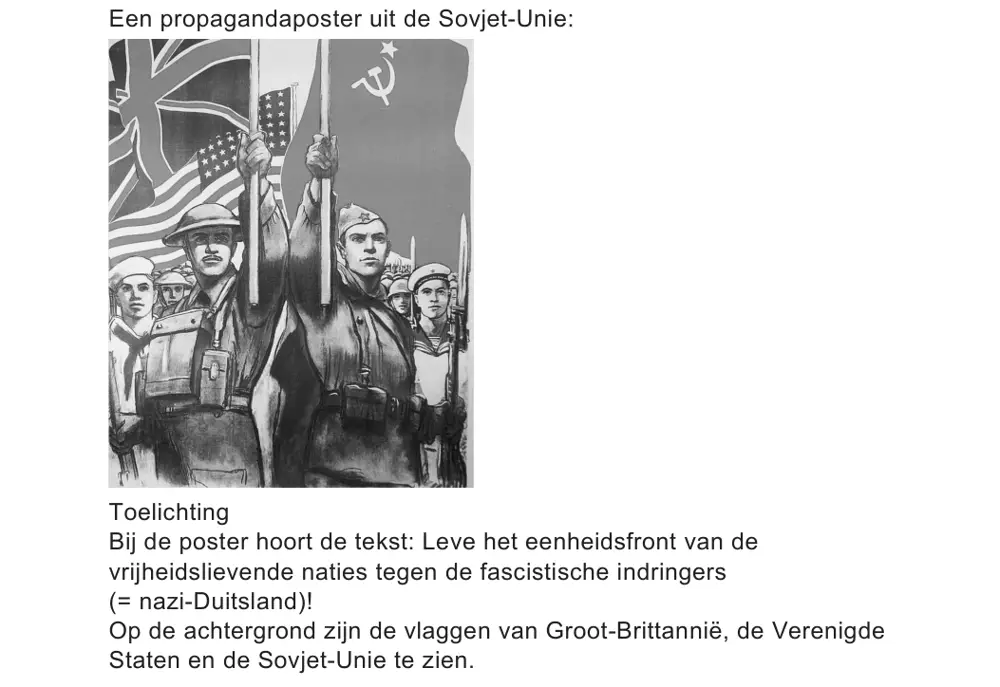 Een propagandaposter uit de Sovjet-Unie:
Toelichting
Bij de poster hoort de tekst: Leve het eenheidsfront van de
vrijheidslievende naties tegen de fascistische indringers
(= nazi-Duitsland)!
Op de achtergrond zijn de vlaggen van Groot-Brittannië, de Verenigde
Staten en de Sovjet-Unie te zien.